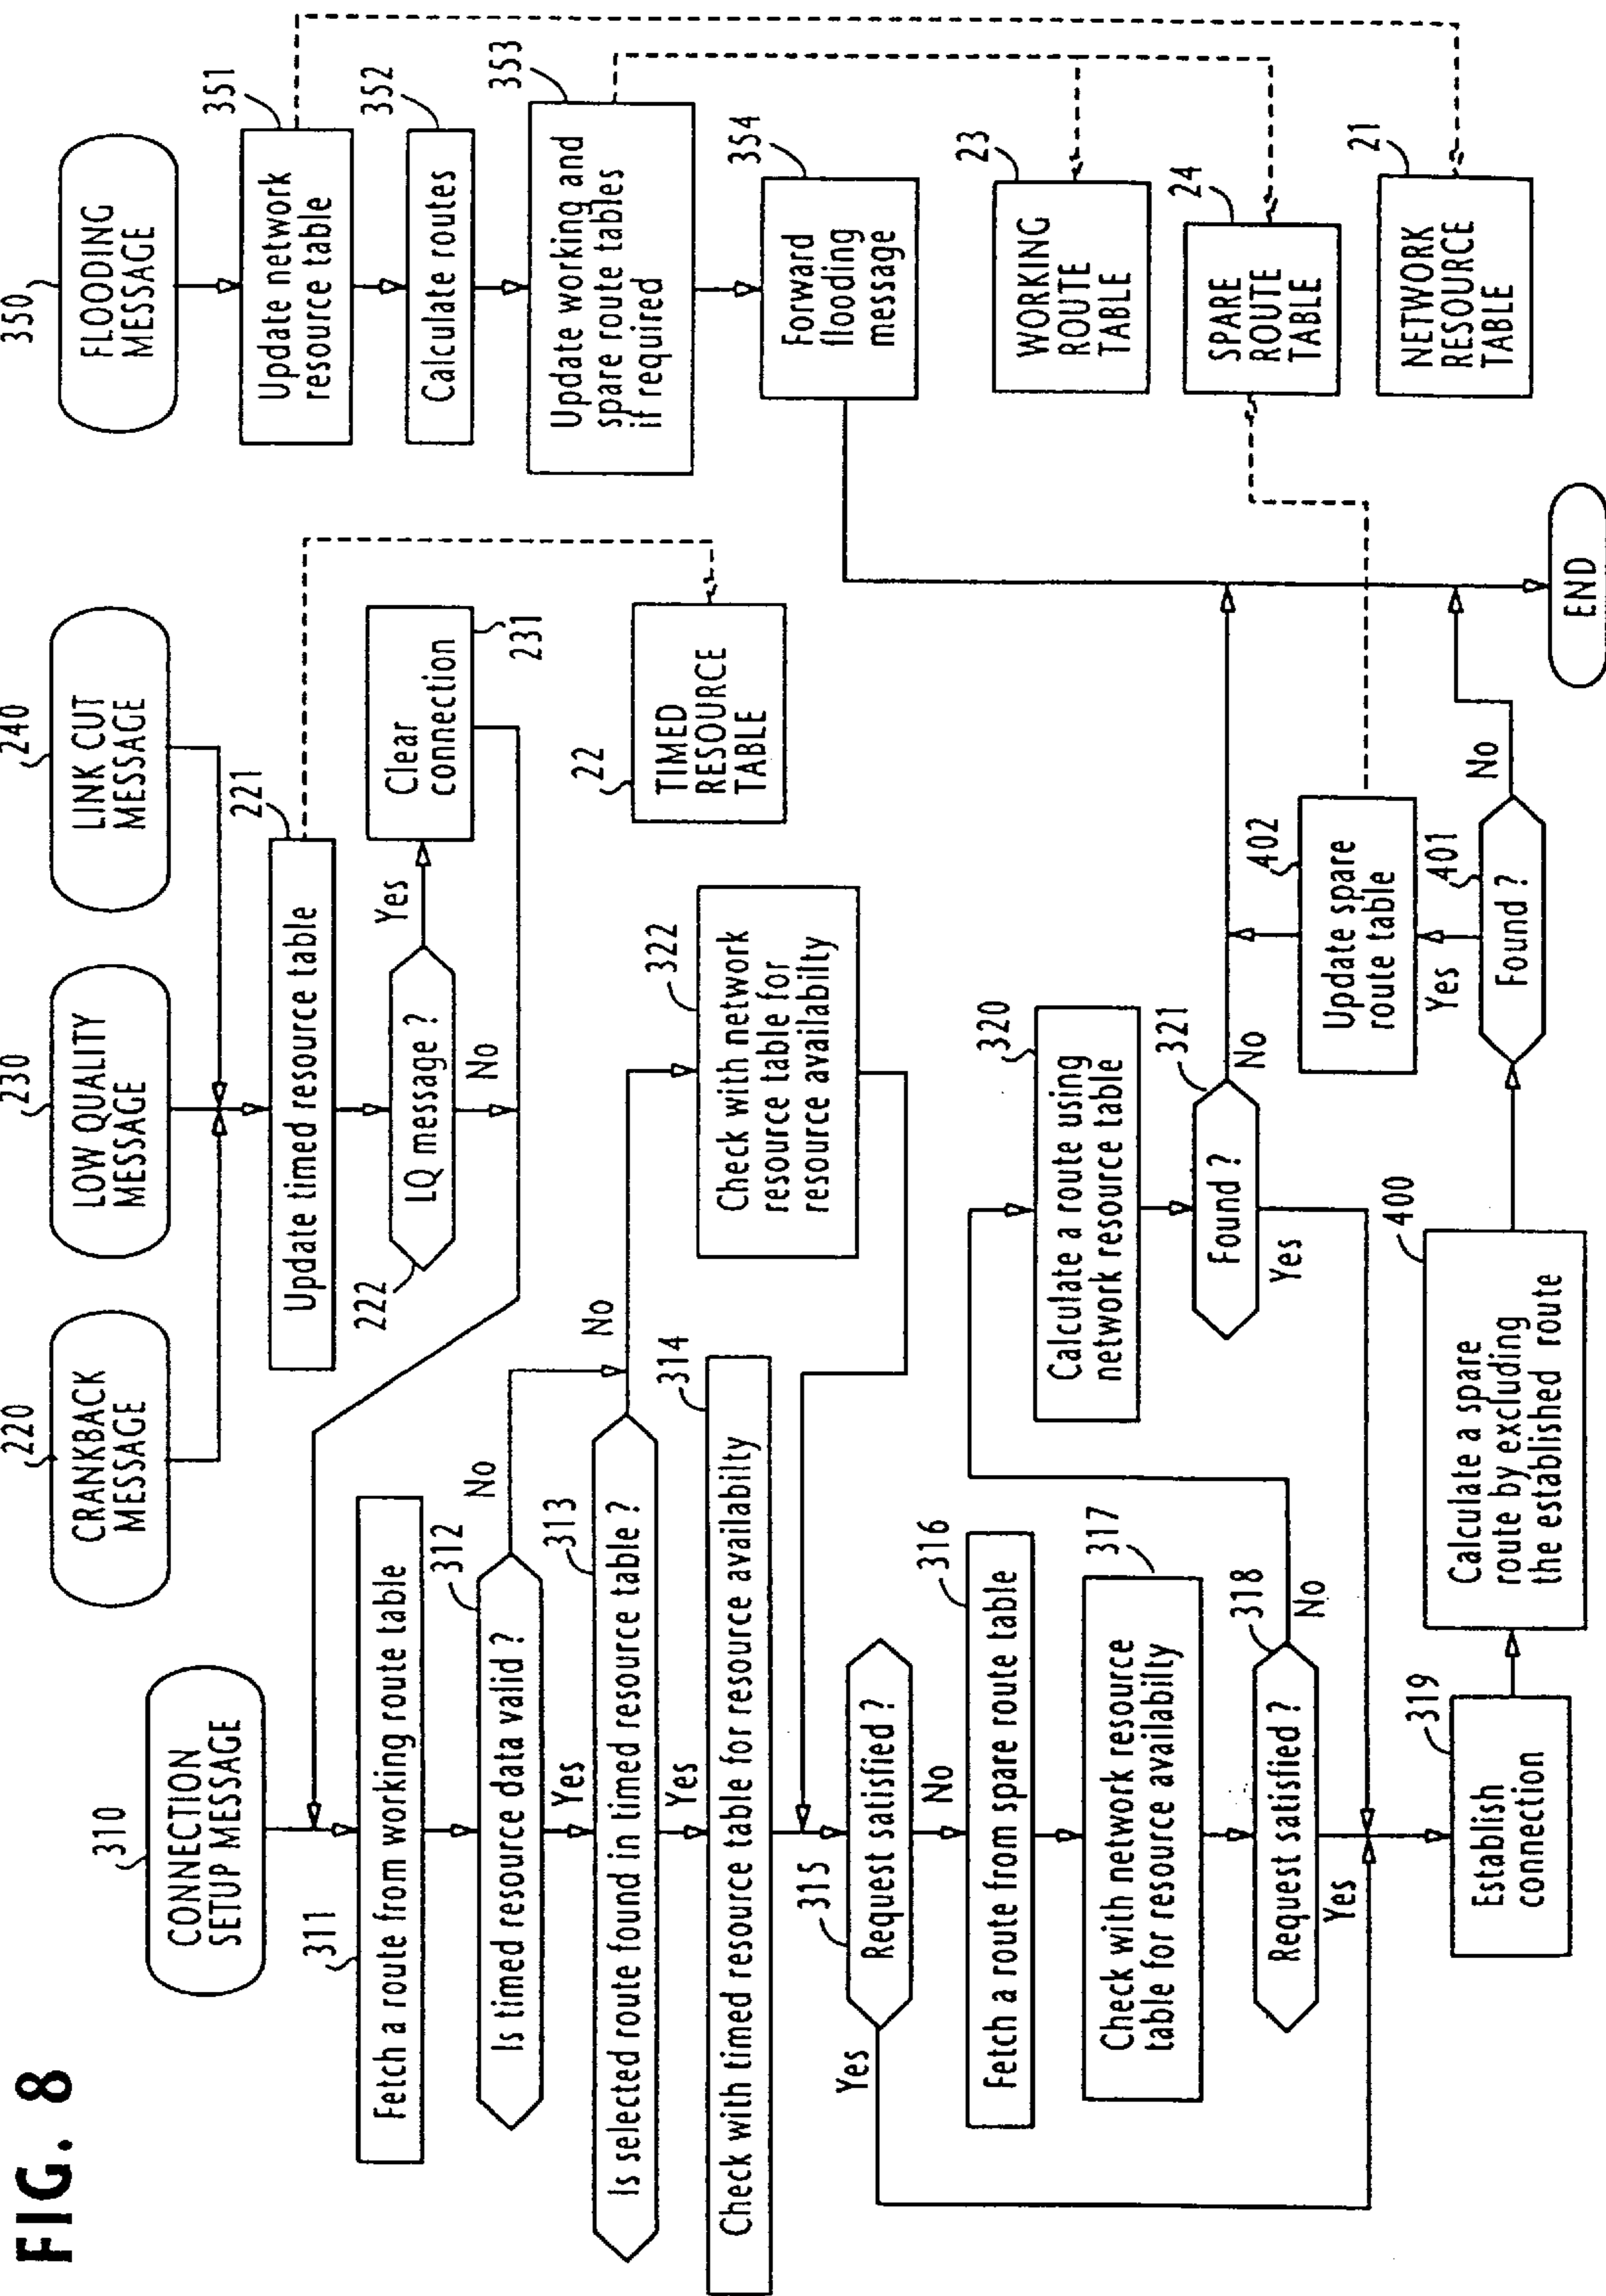 FIG. 8
310
CONNECTION
SETUP MESSAGE
311
Fetch a route from working route table
312
Is timed resource data valid ?
No
Yes
313
Is selected route found in timed resource table ?
No
Yes
314
Check with timed resource table for resource availabilty
315
Request satisfied ?
Yes
No
316
Fetch a route from spare route table
317
Check with network resource
table for resource availabilty
318
Request satisfied ?
No
Yes
319
Establish
connection
220
CRANKBACK
MESSAGE
230
LOW QUALITY
MESSAGE
240
LINK CUT
MESSAGE
221
Update timed resource table
222
LQ message ?
Yes
No
Clear
connection
231
22
TIMED
RESOURCE
TABLE
322
Check with network
resource table for
resource availabilty
320
Calculate a route using
network resource table
321
Found ?
No
Yes
400
Calculate a spare
route by excluding
the established route
401
Found ?
No
Yes
402
Update spare
route table
350
FLOODING
MESSAGE
351
Update network
resource table
352
Calculate routes
353
Update working and
spare route tables
if required
354
Forward
flooding
message
23
WORKING
ROUTE
TABLE
24
SPARE
ROUTE
TABLE
21
NETWORK
RESOURCE
TABLE
END